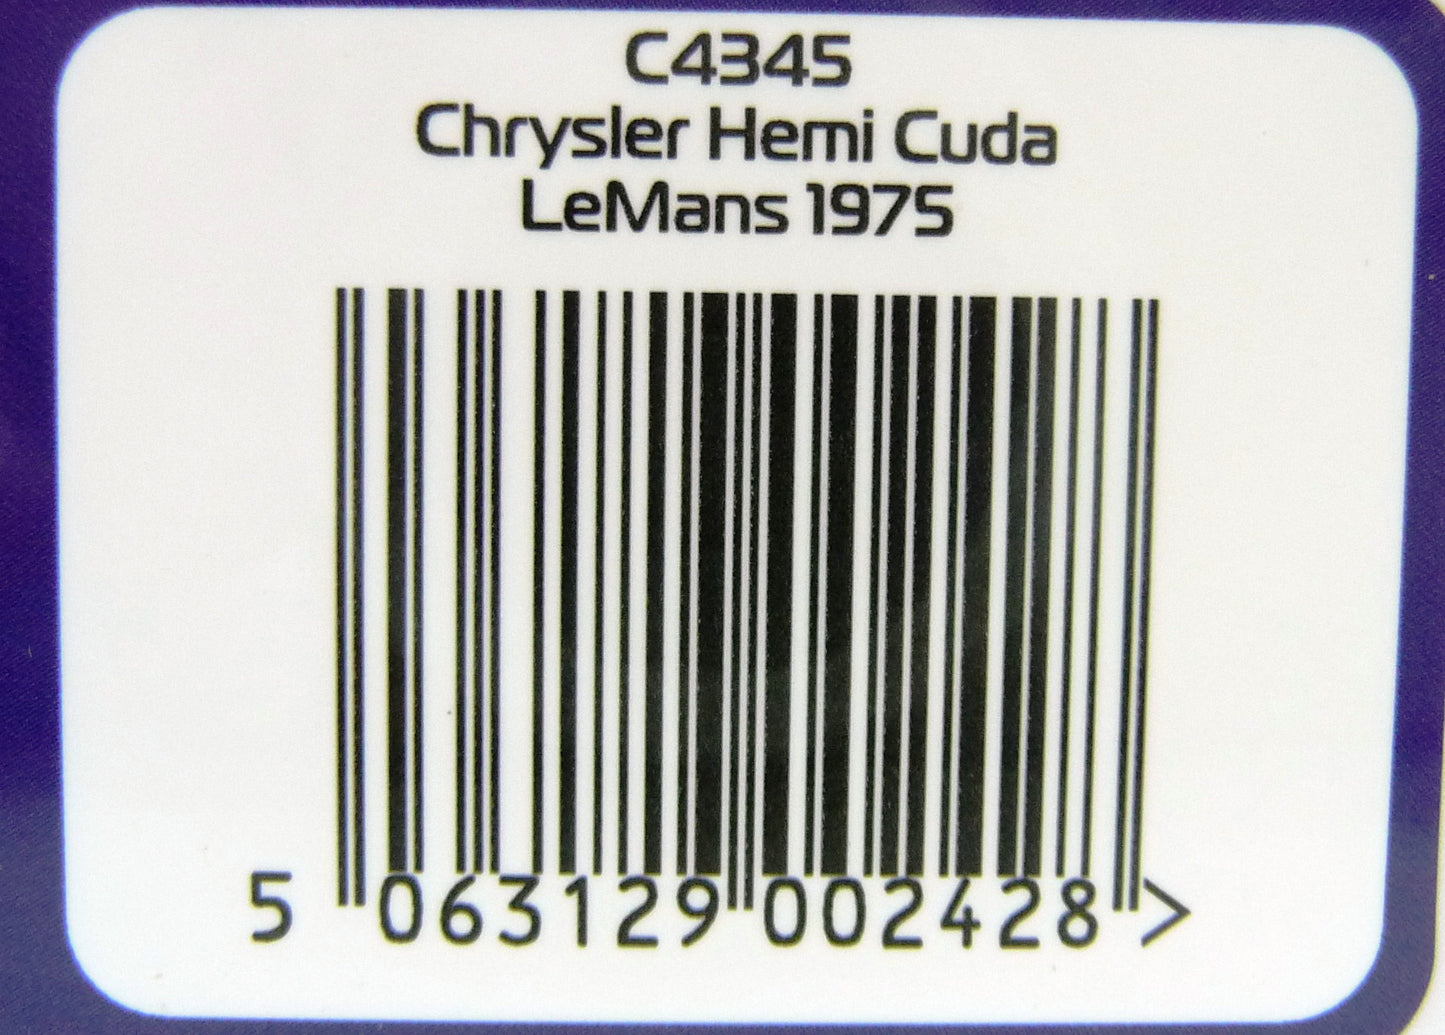 C4345
Chrysler Hemi Cuda
LeMans 1975
5 063129 002428 >